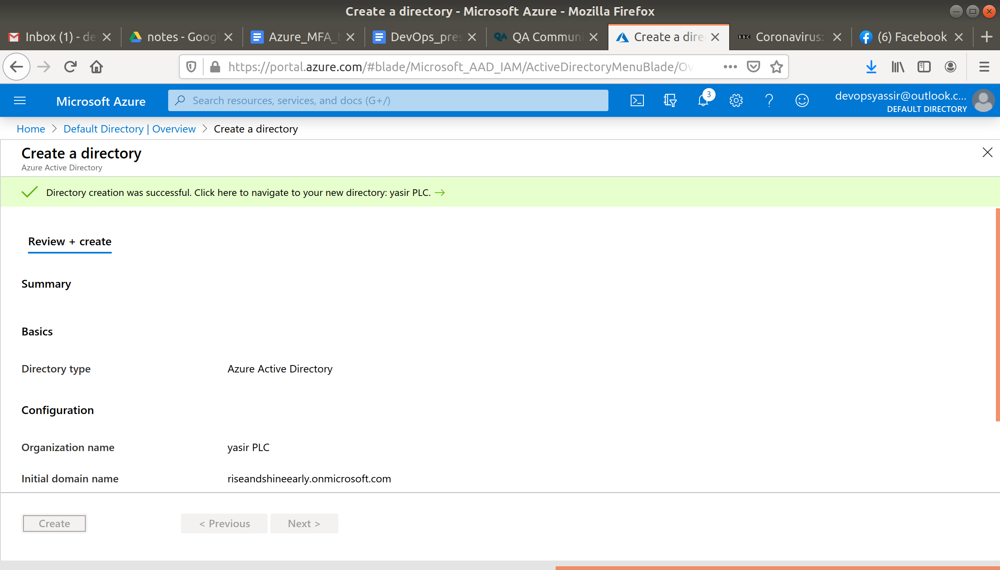 Create a directory - Microsoft Azure - Mozilla Firefox
Inbox (1) - de
notes - Googl
Azure_MFA_t
DevOps_pres
QA Communi
Create a dire
BBC Coronavirus:
(6) Facebook
https://portal.azure.com/#blade/Microsoft_AAD_IAM/ActiveDirectoryMenuBlade/Ov
Microsoft Azure
Search resources, services, and docs (G+/)
3
devopsyassir@outlook.c...
DEFAULT DIRECTORY
Home > Default Directory | Overview > Create a directory
Create a directory
Azure Active Directory
Directory creation was successful. Click here to navigate to your new directory: yasir PLC. →
Review + create
Summary
Basics
Directory type Azure Active Directory
Configuration
Organization name yasir PLC
Initial domain name riseandshineearly.onmicrosoft.com
Create < Previous Next >